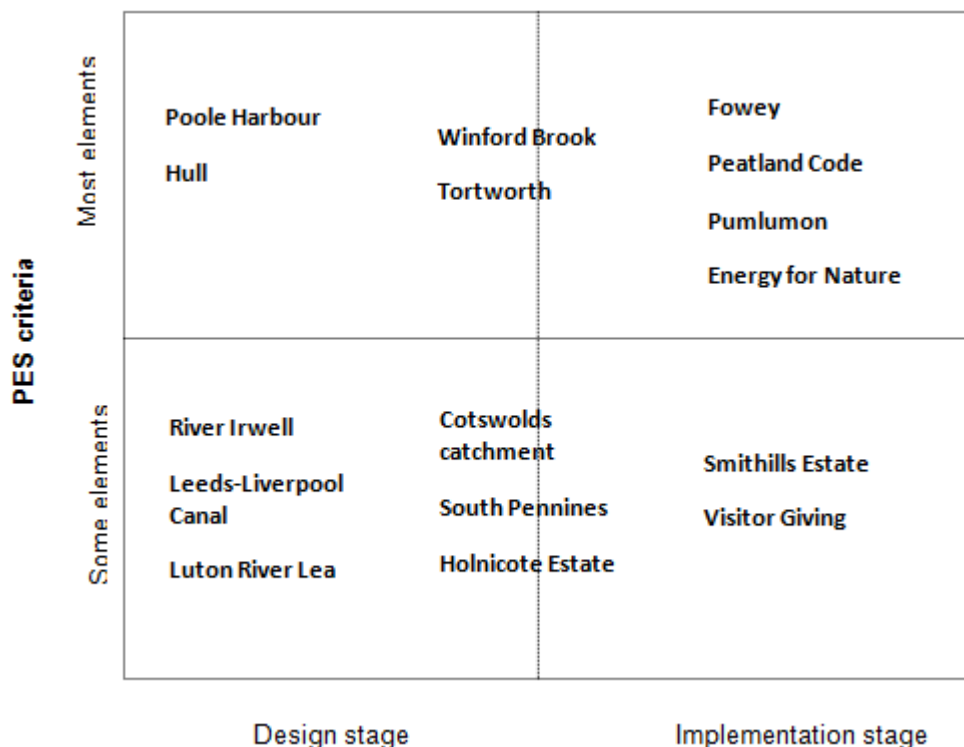 PES criteria
Most elements
Poole Harbour
Hull
Winford Brook
Tortworth
Fowey
Peatland Code
Pumlumon
Energy for Nature
Some elements
River Irwell
Leeds-Liverpool
Canal
Luton River Lea
Cotswolds
catchment
South Pennines
Holnicote Estate
Smithills Estate
Visitor Giving
Design stage
Implementation stage